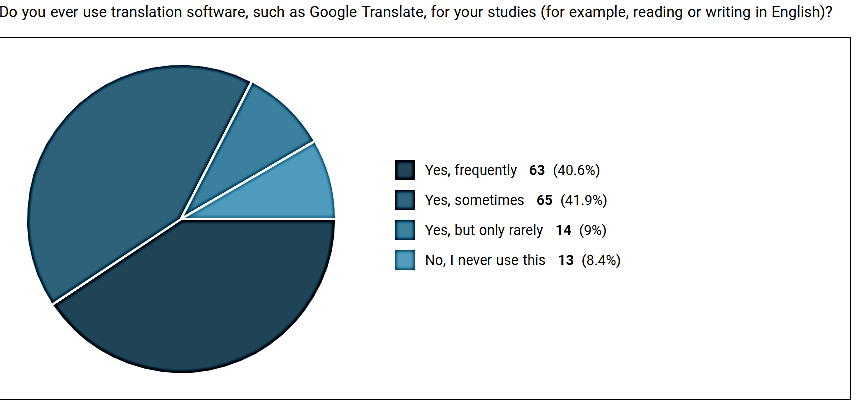 Do you ever use translation software, such as Google Translate, for your studies (for example, reading or writing in English)?
Yes, frequently 63 (40.6%)
Yes, sometimes 65 (41.9%)
Yes, but only rarely 14 (9%)
No, I never use this 13 (8.4%)